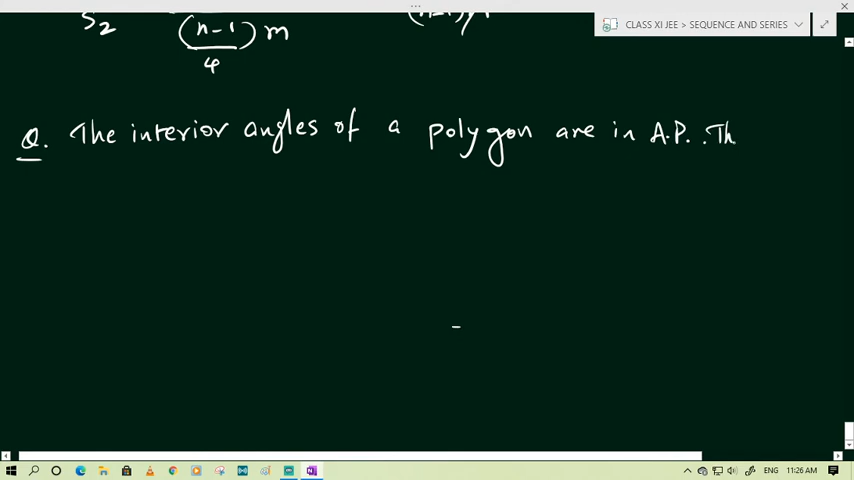 CLASS XI JEE > SEQUENCE AND SERIES
S2
(n-1) m
4
Q. The interior angles of a polygon are in A.P. Th
ENG 11:26 AM